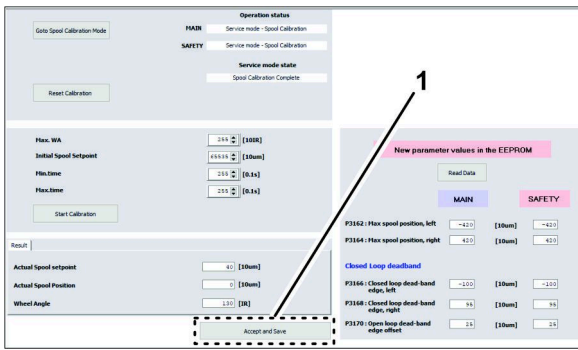 Operation status
Goto Spool Calibration Mode
MAIN Service mode - Spool Calibration
SAFETY Service mode - Spool Calibration
Service mode state
Spool Calibration Complete
Reset Calibration
1
Max. WA 255 [10IR]
Initial Spool Setpoint 65535 [10um]
Min.time 255 [0.1s]
Max.time 255 [0.1s]
Start Calibration
Result
Actual Spool setpoint 40 [10um]
Actual Spool Position 0 [10um]
Wheel Angle 130 [IR]
Accept and Save
New parameter values in the EEPROM
Read Data
MAIN SAFETY
P3162 : Max spool position, left -420 [10um] -420
P3164 : Max spool position, right 420 [10um] 420
Closed Loop deadband
P3166 : Closed loop dead-band edge, left -100 [10um] -100
P3168 : Closed loop dead-band edge, right 95 [10um] 95
P3170 : Open loop dead-band edge offset 25 [10um] 25